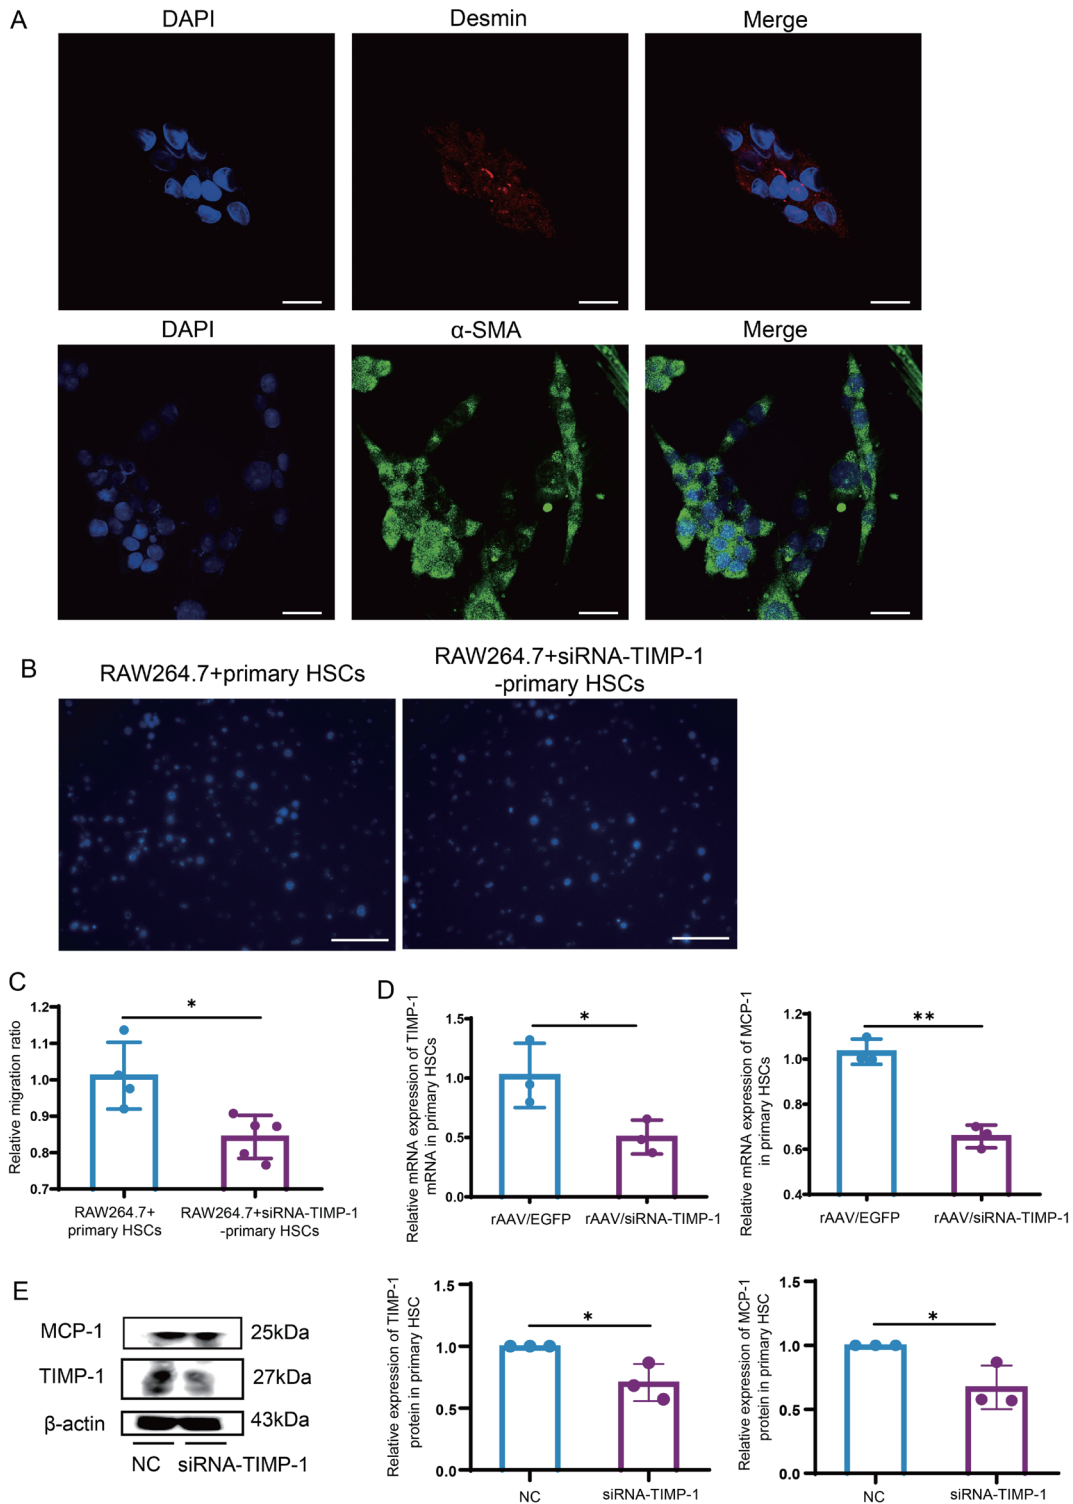 A
DAPI
Desmin
Merge
DAPI
α-SMA
Merge
B
RAW264.7+primary HSCs
RAW264.7+siRNA-TIMP-1
-primary HSCs
C
Relative migration ratio
1.2
1.1
1.0
0.9
0.8
0.7
*
RAW264.7+
primary HSCs
RAW264.7+siRNA-TIMP-1
-primary HSCs
D
Relative mRNA expression of TIMP-1
mRNA in primary HSCs
1.5
1.0
0.5
0.0
*
rAAV/EGFP
rAAV/siRNA-TIMP-1
Relative mRNA expression of MCP-1
in primary HSCs
1.2
1.0
0.8
0.6
0.4
**
rAAV/EGFP
rAAV/siRNA-TIMP-1
E
MCP-1
25kDa
TIMP-1
27kDa
β-actin
43kDa
NC
siRNA-TIMP-1
Relative expression of TIMP-1
protein in primary HSC
1.5
1.0
0.5
0.0
*
NC
siRNA-TIMP-1
Relative expression of MCP-1
protein in primary HSC
1.5
1.0
0.5
0.0
*
NC
siRNA-TIMP-1